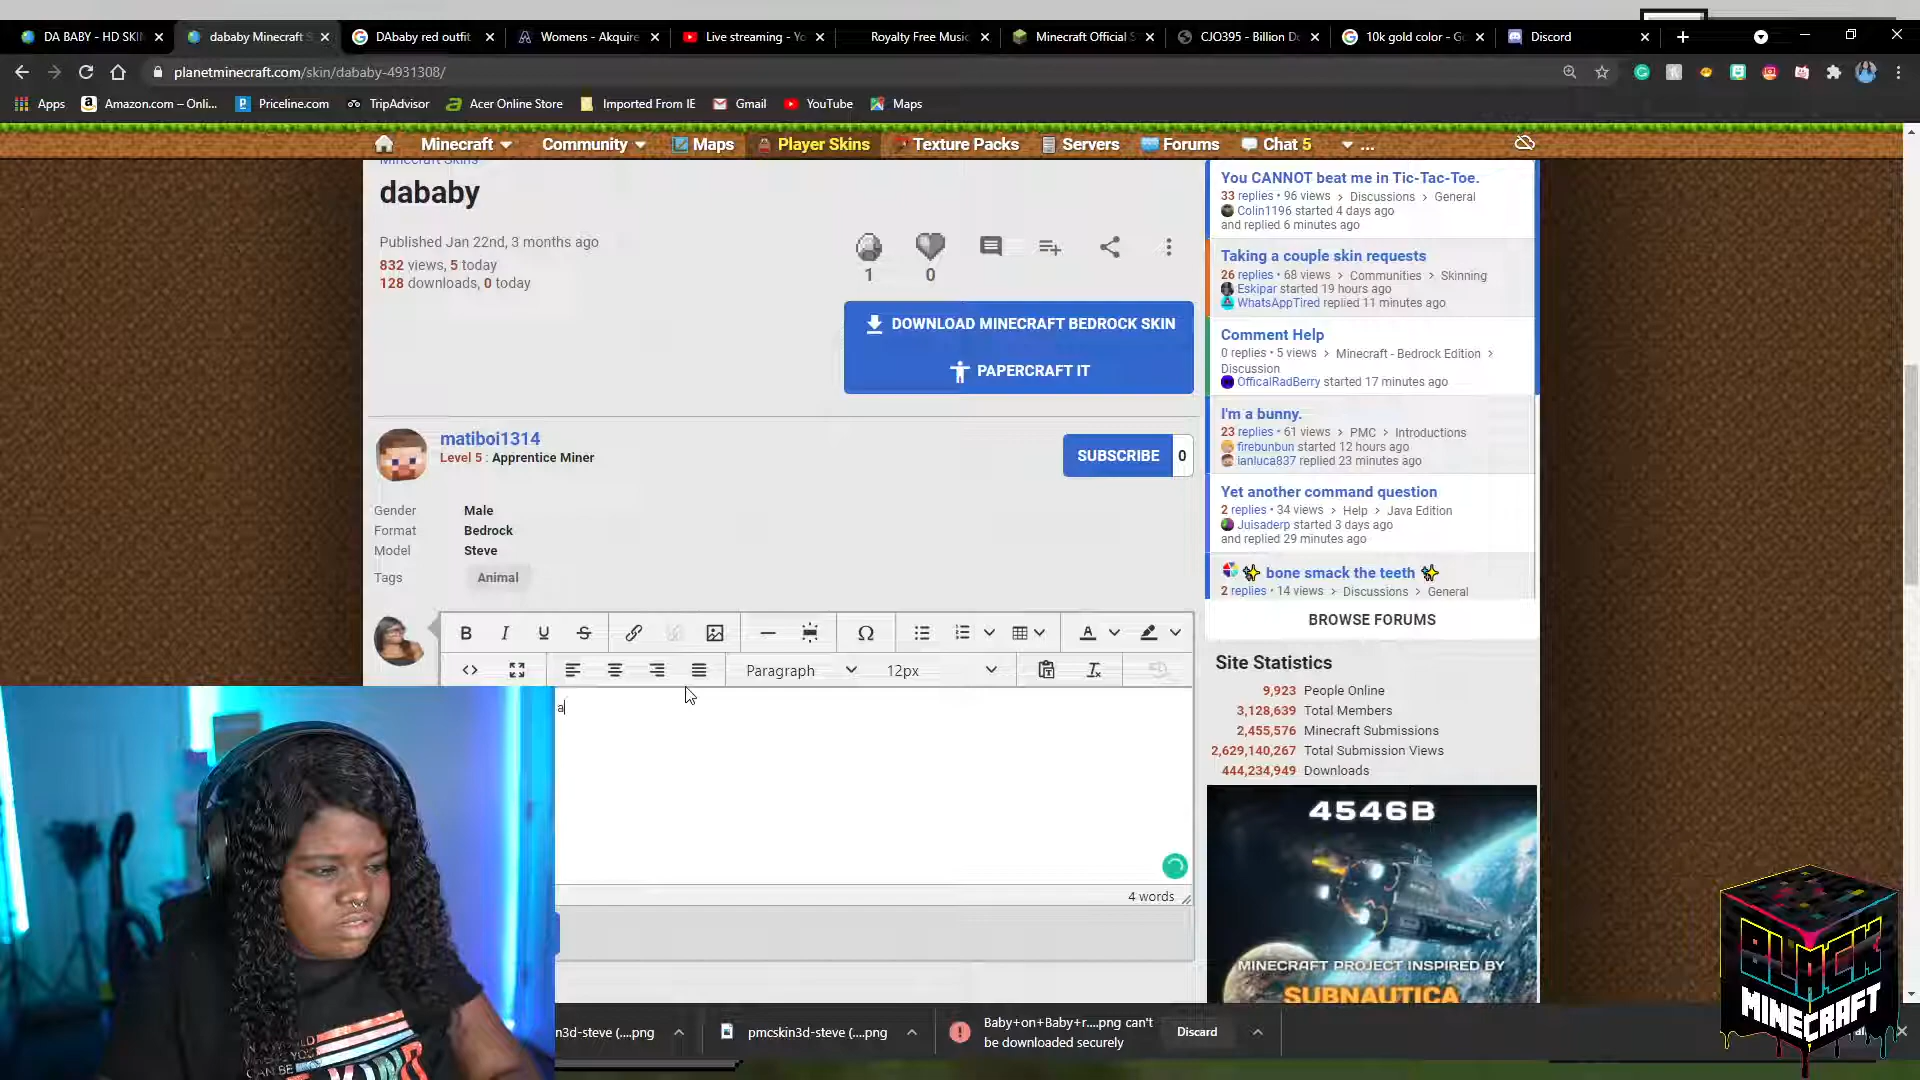 DA BABY - HD SKI
dababy Minecraft S
DAbaby red outfit
Womens - Akquire
Live streaming - Yo
Royalty Free Music
Minecraft Official S
CJO395 - Billion Du
10k gold color - Go
Discord
planetminecraft.com/skin/dababy-4931308/
Apps
Amazon.com – Onli...
Priceline.com
TripAdvisor
Acer Online Store
Imported From IE
Gmail
YouTube
Maps
Minecraft
Community
Maps
Player Skins
Texture Packs
Servers
Forums
Chat 5
...
Minecraft Skins
dababy
Published Jan 22nd, 3 months ago
832 views, 5 today
128 downloads, 0 today
1
0
DOWNLOAD MINECRAFT BEDROCK SKIN
PAPERCRAFT IT
matiboi1314
Level 5 : Apprentice Miner
SUBSCRIBE 0
Gender Male
Format Bedrock
Model Steve
Tags Animal
B I U S
Ω
A
Paragraph
12px
a
4 words
You CANNOT beat me in Tic-Tac-Toe.
33 replies • 96 views > Discussions > General
Colin1196 started 4 days ago
and replied 6 minutes ago
Taking a couple skin requests
26 replies • 68 views > Communities > Skinning
Eskipar started 19 hours ago
WhatsAppTired replied 11 minutes ago
Comment Help
0 replies • 5 views > Minecraft - Bedrock Edition >
Discussion
OfficalRadBerry started 17 minutes ago
I'm a bunny.
23 replies • 61 views > PMC > Introductions
firebunbun started 12 hours ago
ianluca837 replied 23 minutes ago
Yet another command question
2 replies • 34 views > Help > Java Edition
Juisaderp started 3 days ago
and replied 29 minutes ago
bone smack the teeth
2 replies • 14 views > Discussions > General
BROWSE FORUMS
Site Statistics
9,923 People Online
3,128,639 Total Members
2,455,576 Minecraft Submissions
2,629,140,267 Total Submission Views
444,234,949 Downloads
4546B
MINECRAFT PROJECT INSPIRED BY
SUBNAUTICA
n3d-steve (....png
pmcskin3d-steve (....png
Baby+on+Baby+r....png can't
be downloaded securely
Discard
BLACK
MINECRAFT